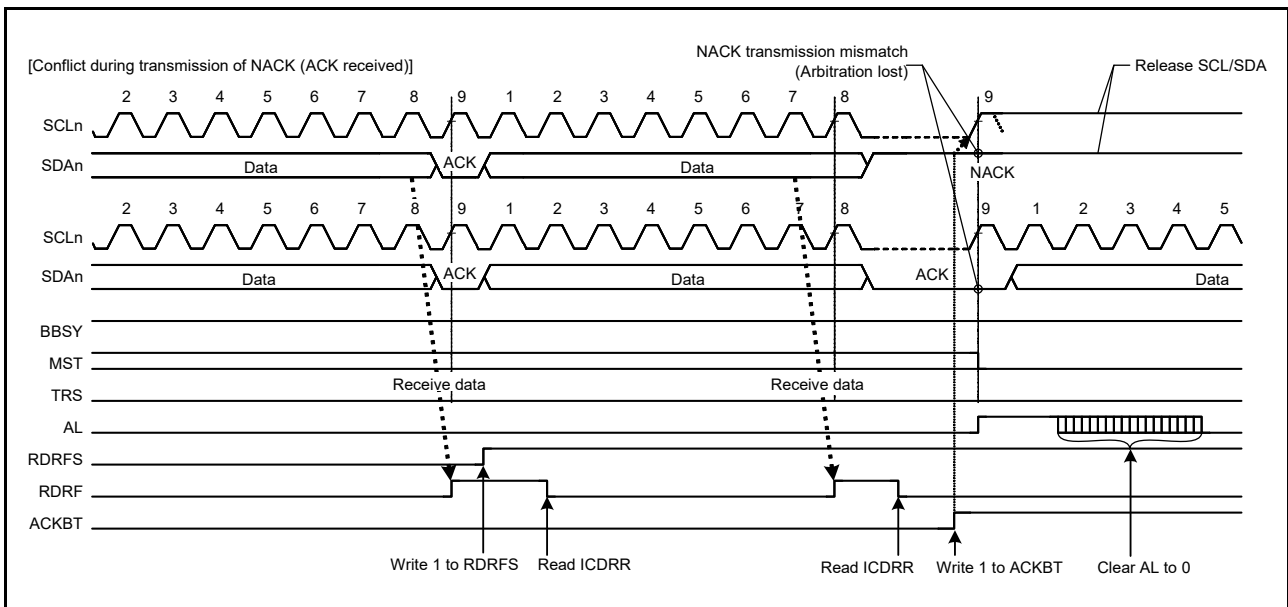 NACK transmission mismatch
(Arbitration lost)
Release SCL/SDA
[Conflict during transmission of NACK (ACK received)]
2 3 4 5 6 7 8 9 1 2 3 4 5 6 7 8 9
SCLn
SDAn Data ACK Data NACK
2 3 4 5 6 7 8 9 1 2 3 4 5 6 7 8 9 1 2 3 4 5
SCLn
SDAn Data ACK Data ACK Data
BBSY
MST
Receive data Receive data
TRS
AL
RDRFS
RDRF
ACKBT
Write 1 to RDRFS Read ICDRR Read ICDRR Write 1 to ACKBT Clear AL to 0